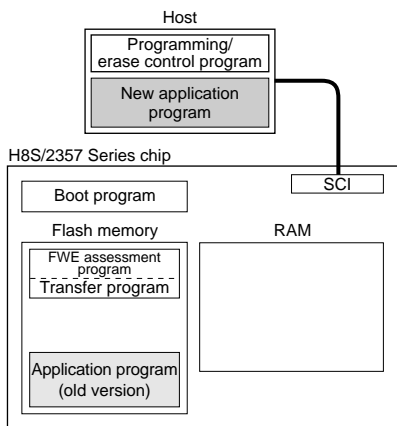 Host
Programming/
erase control program
New application
program
H8S/2357 Series chip
Boot program
SCI
Flash memory
RAM
FWE assessment
program
Transfer program
Application program
(old version)